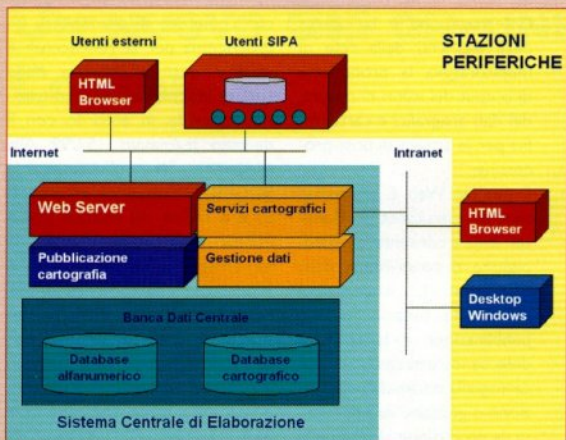 Utenti esterni
Utenti SIPA
STAZIONI
PERIFERICHE
HTML
Browser
Internet
Intranet
Web Server
Servizi cartografici
HTML
Browser
Pubblicazione
cartografia
Gestione dati
Desktop
Windows
Banca Dati Centrale
Database
alfanumerico
Database
cartografico
Sistema Centrale di Elaborazione